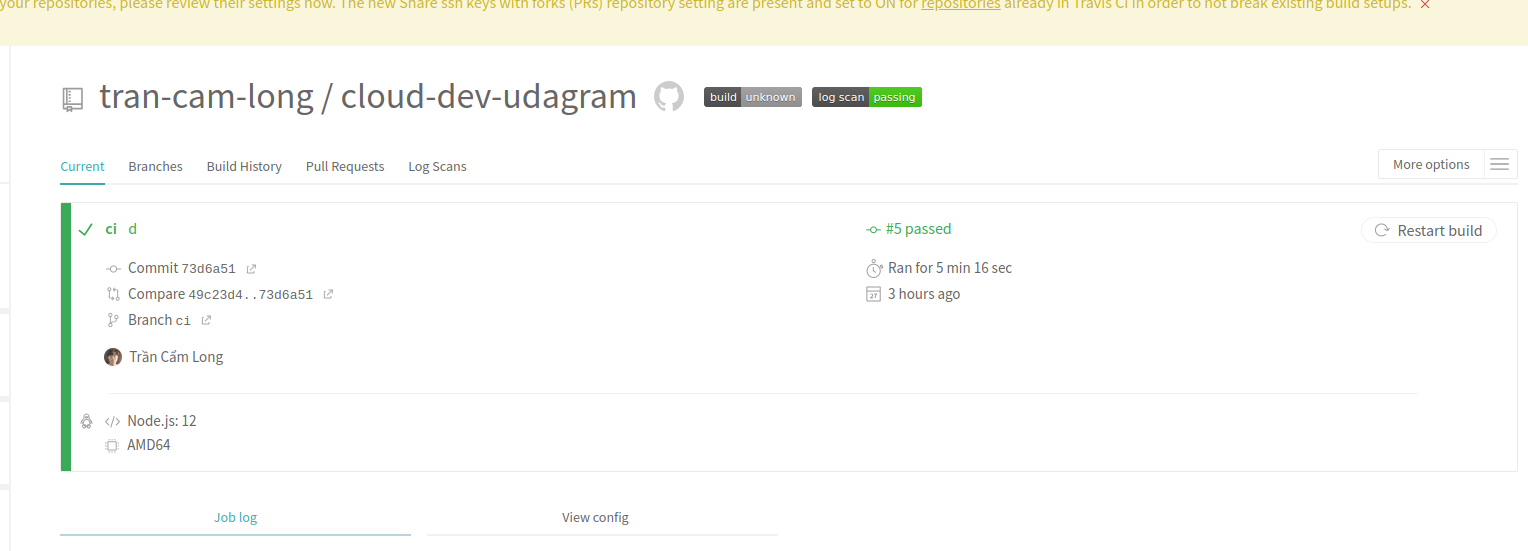 your repositories, please review their settings now. The new Share ssh keys with forks (PRs) repository setting are present and set to ON for repositories already in Travis CI in order to not break existing build setups.
tran-cam-long / cloud-dev-udagram build unknown log scan passing
Current Branches Build History Pull Requests Log Scans More options
ci d #5 passed Restart build
Commit 73d6a51 Ran for 5 min 16 sec
Compare 49c23d4..73d6a51 3 hours ago
Branch ci
Trần Cẩm Long
Node.js: 12
AMD64
Job log View config